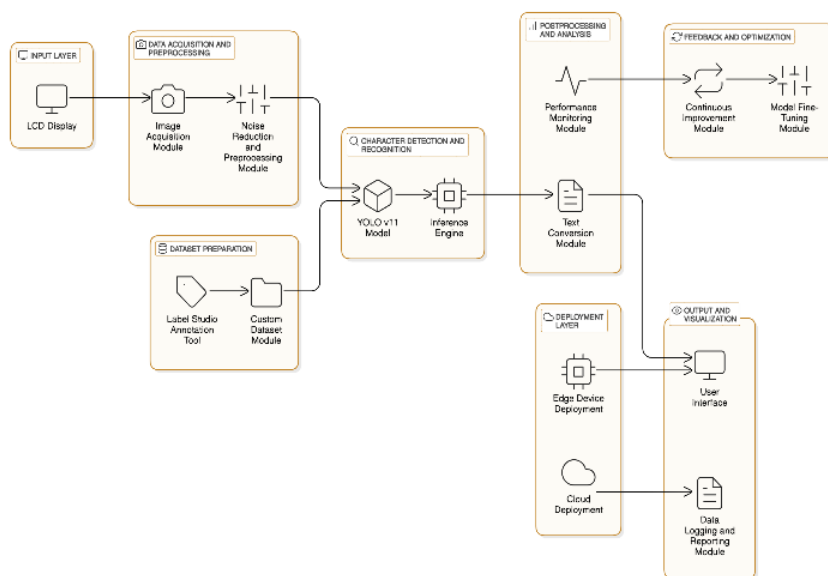 INPUT LAYER
LCD Display
DATA ACQUISITION AND
PREPROCESSING
Image
Acquisition
Module
Noise
Reduction
and
Preprocessing
Module
DATASET PREPARATION
Label Studio
Annotation
Tool
Custom
Dataset
Module
CHARACTER DETECTION AND
RECOGNITION
YOLO v11
Model
Inference
Engine
POSTPROCESSING
AND ANALYSIS
Performance
Monitoring
Module
Text
Conversion
Module
FEEDBACK AND OPTIMIZATION
Continuous
Improvement
Module
Model Fine-
Tuning
Module
DEPLOYMENT
LAYER
Edge Device
Deployment
Cloud
Deployment
OUTPUT AND
VISUALIZATION
User
Interface
Data
Logging and
Reporting
Module